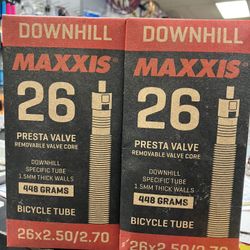 DOWNHILL
MAXXIS
26
PRESTA VALVE
REMOVABLE VALVE CORE
DOWNHILL
SPECIFIC TUBE
1.5MM THICK WALLS
448 GRAMS
BICYCLE TUBE
26x2.50/2.70
DOWNHILL
MAXXIS
26
PRESTA VALVE
REMOVABLE VALVE CORE
DOWNHILL
SPECIFIC TUBE
1.5MM THICK WALLS
448 GRAMS
BICYCLE TUBE
26x2.50/2.70